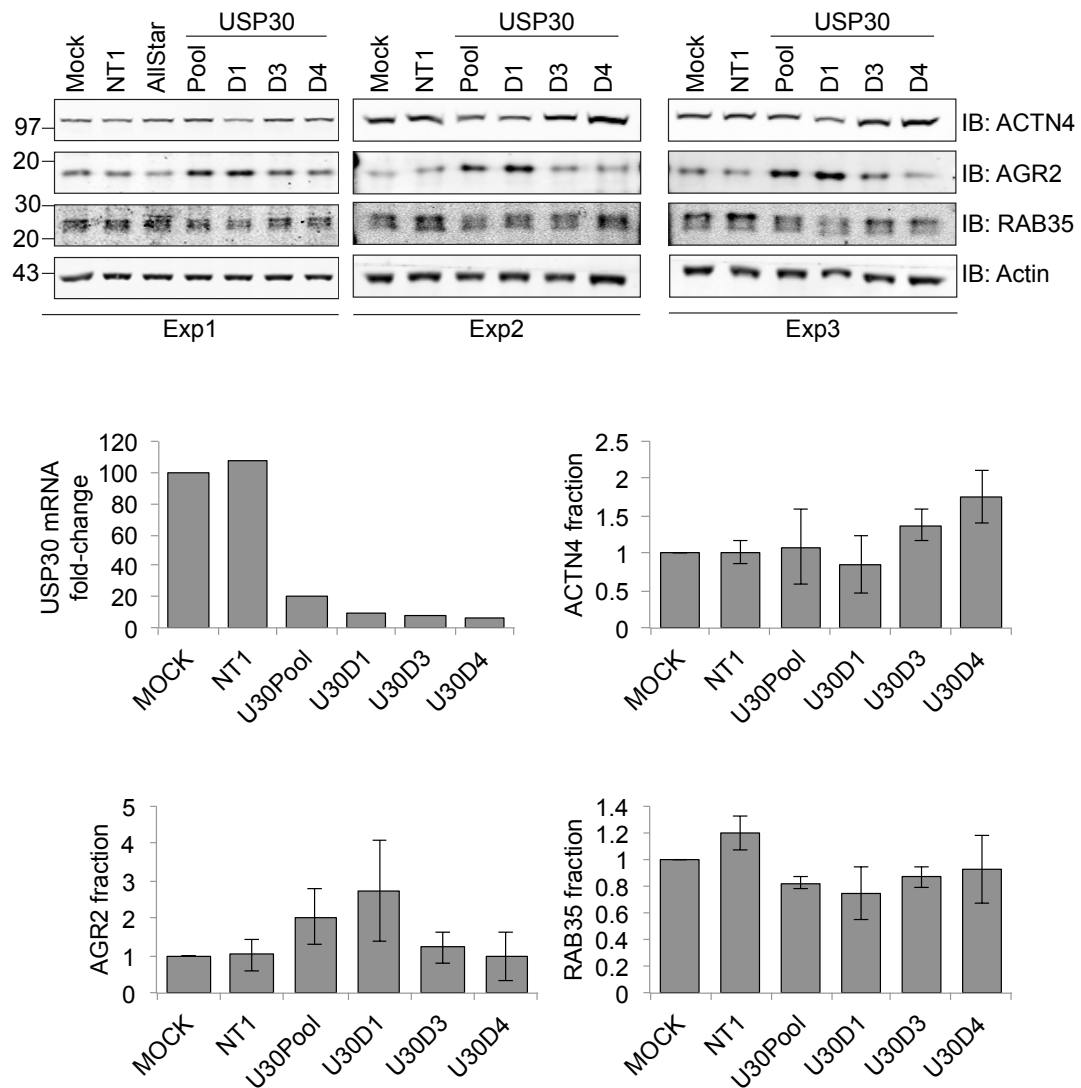 USP30 USP30 USP30
Mock NT1 AllStar Pool D1 D3 D4 Mock NT1 Pool D1 D3 D4 Mock NT1 Pool D1 D3 D4
97 IB: ACTN4
20 IB: AGR2
30
20 IB: RAB35
43 IB: Actin
Exp1 Exp2 Exp3
USP30 mRNA
fold-change
120
100
80
60
40
20
0
MOCK NT1 U30Pool U30D1 U30D3 U30D4
ACTN4 fraction
2.5
2
1.5
1
0.5
0
MOCK NT1 U30Pool U30D1 U30D3 U30D4
AGR2 fraction
5
4
3
2
1
0
MOCK NT1 U30Pool U30D1 U30D3 U30D4
RAB35 fraction
1.4
1.2
1
0.8
0.6
0.4
0.2
0
MOCK NT1 U30Pool U30D1 U30D3 U30D4